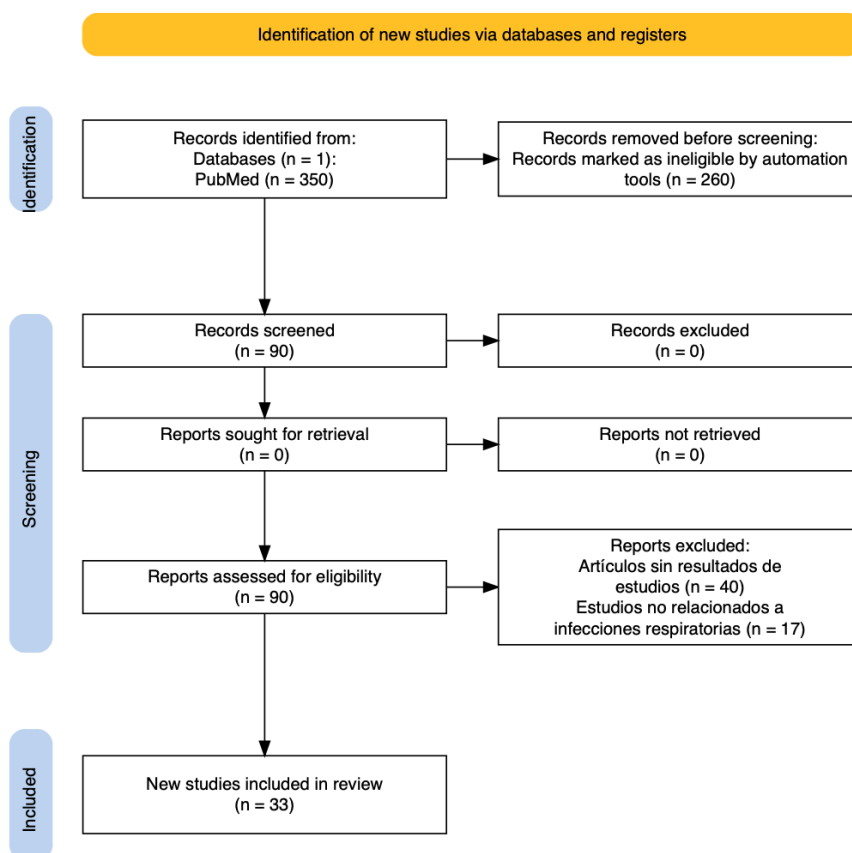 Identification of new studies via databases and registers
Identification
Records identified from:
Databases (n = 1):
PubMed (n = 350)
Records removed before screening:
Records marked as ineligible by automation
tools (n = 260)
Screening
Records screened
(n = 90)
Records excluded
(n = 0)
Reports sought for retrieval
(n = 0)
Reports not retrieved
(n = 0)
Reports assessed for eligibility
(n = 90)
Reports excluded:
Artículos sin resultados de
estudios (n = 40)
Estudios no relacionados a
infecciones respiratorias (n = 17)
Included
New studies included in review
(n = 33)